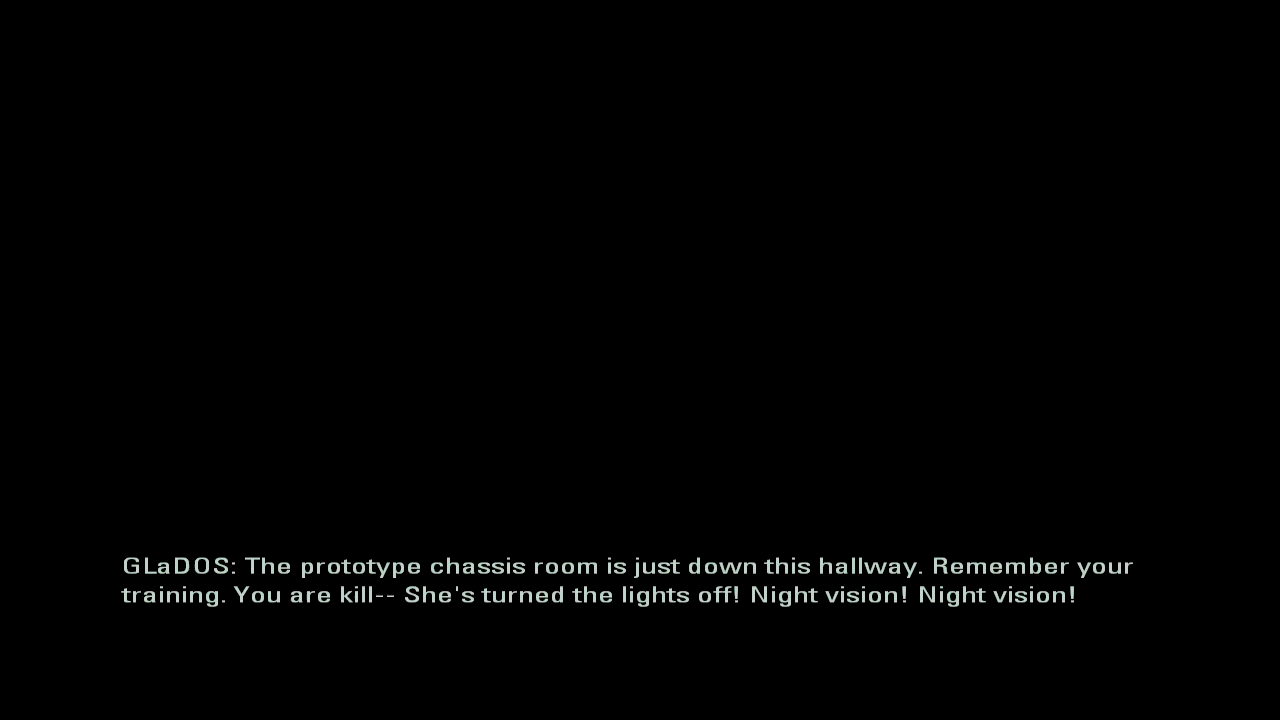 GLaDOS: The prototype chassis room is just down this hallway. Remember your
training. You are kill-- She's turned the lights off! Night vision! Night vision!